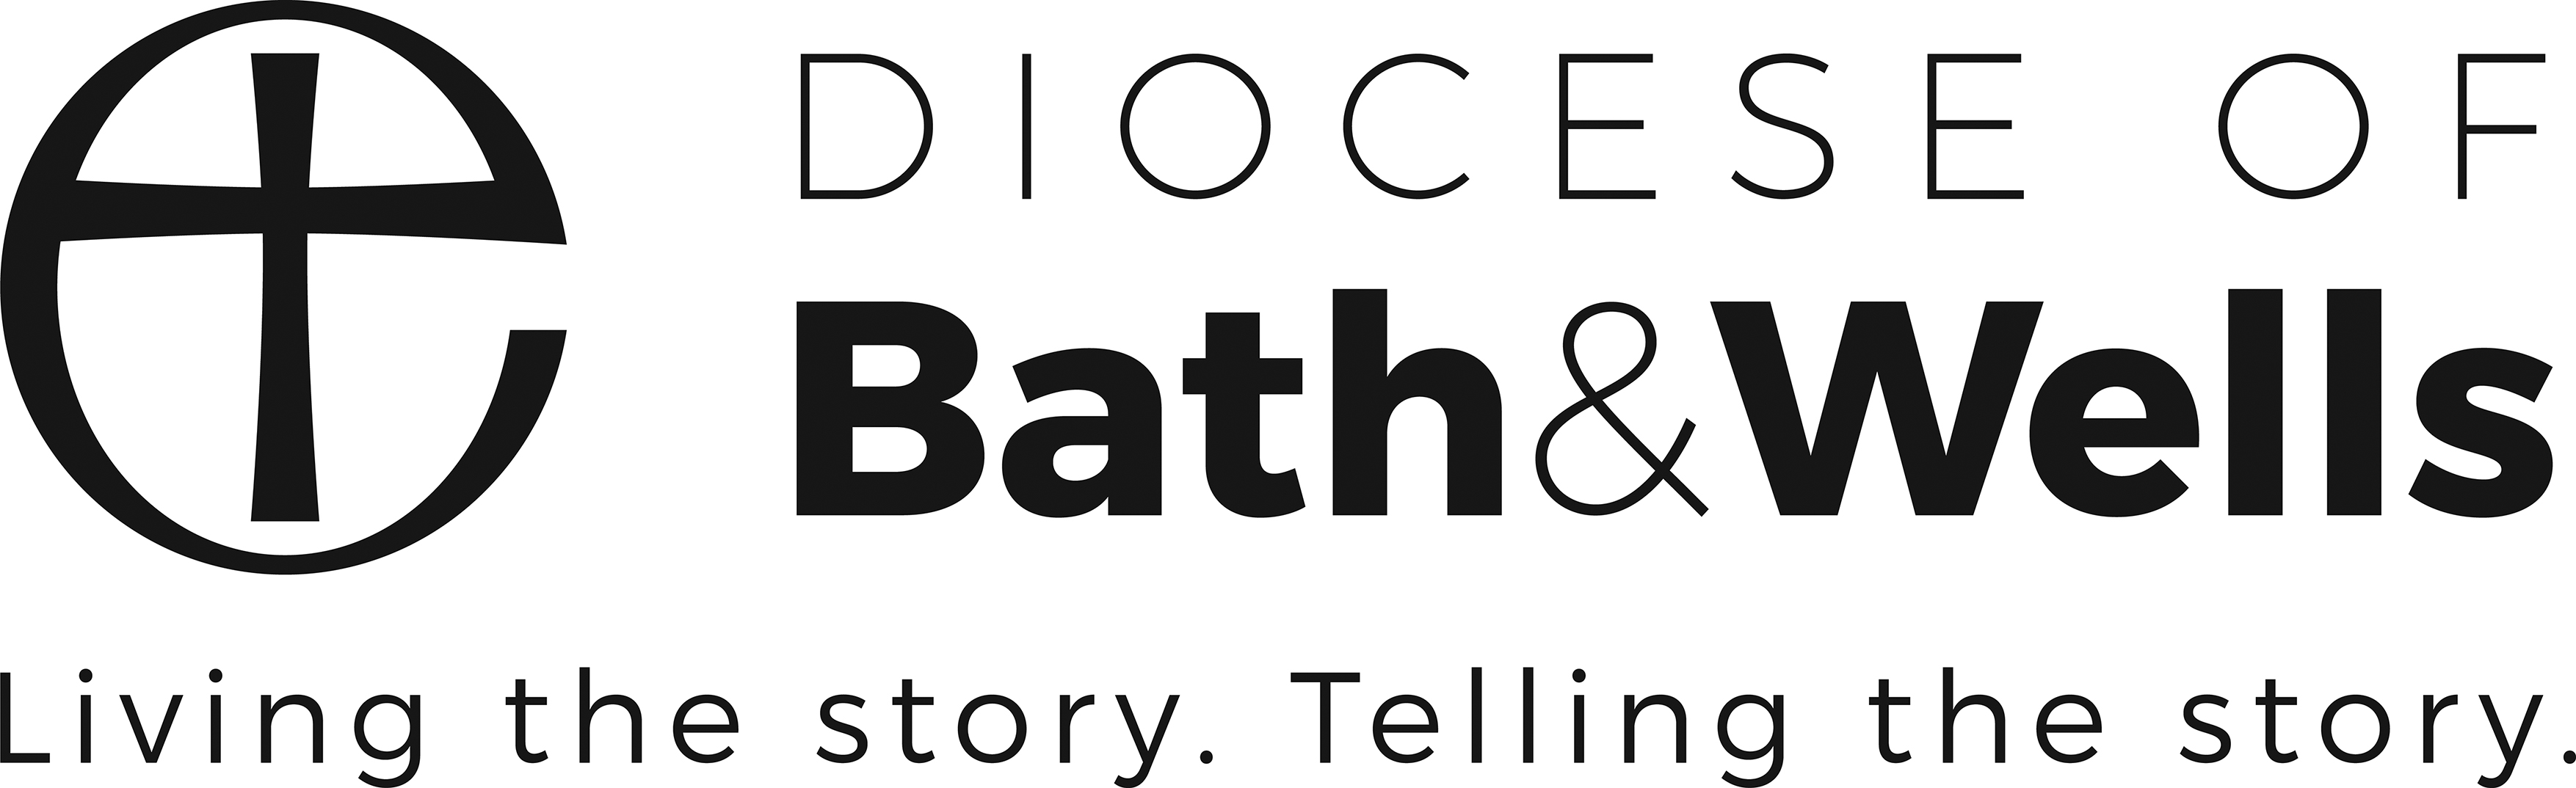 DIOCESE OF
Bath&Wells
Living the story. Telling the story.